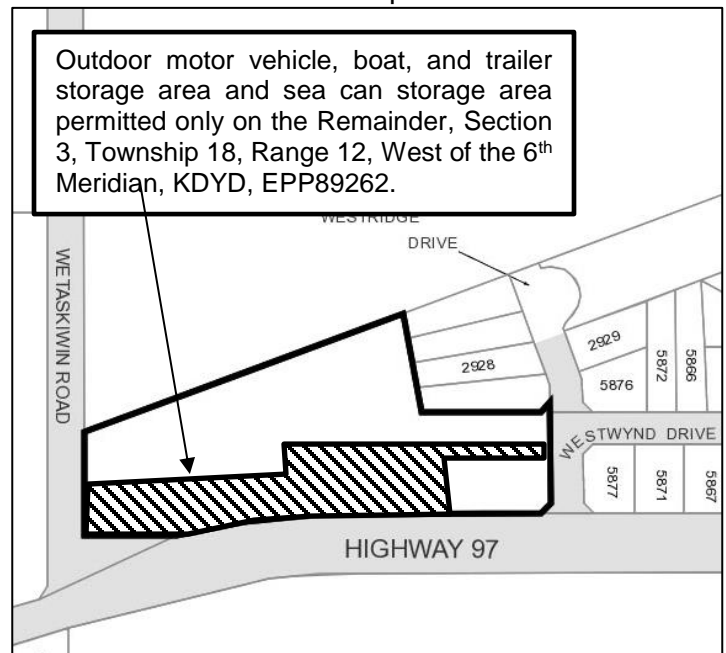 Outdoor motor vehicle, boat, and trailer
storage area and sea can storage area
permitted only on the Remainder, Section
3, Township 18, Range 12, West of the 6th
Meridian, KDYD, EPP89262.
WESTRIDGE
DRIVE
WETASKIWIN ROAD
2928
2929
5876
5872
5866
WESTWYND DRIVE
5877
5871
5867
HIGHWAY 97